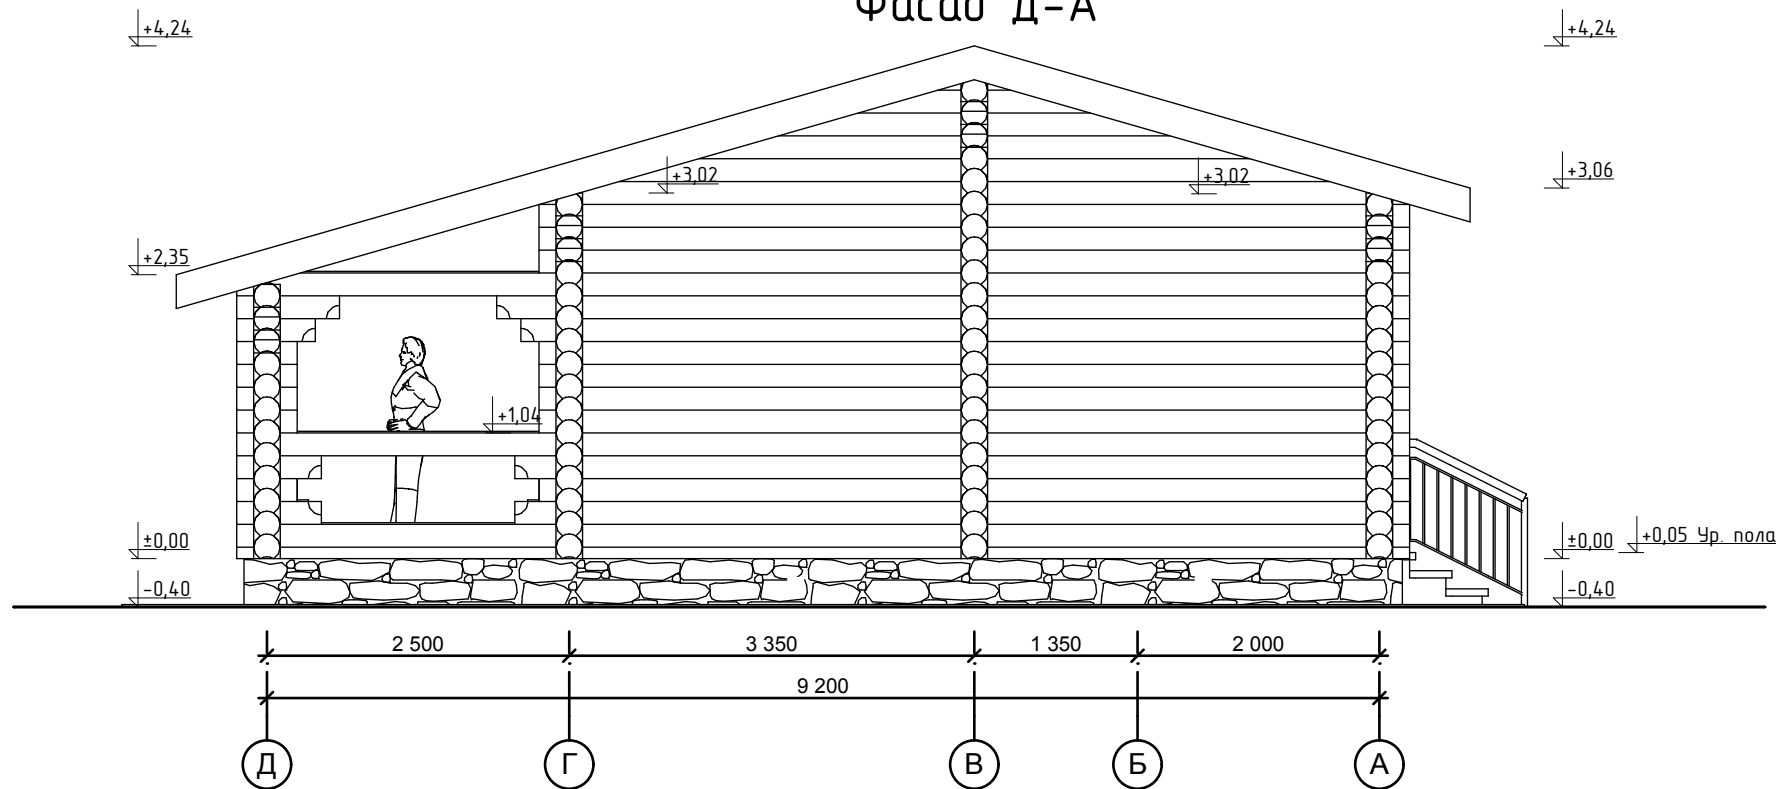 Фасад Д-А
+4,24
+4,24
+3,02
+3,02
+3,06
+2,35
+1,04
±0,00
±0,00
+0,05 Ур. пола
-0,40
-0,40
2 500
3 350
1 350
2 000
9 200
Д
Г
В
Б
А